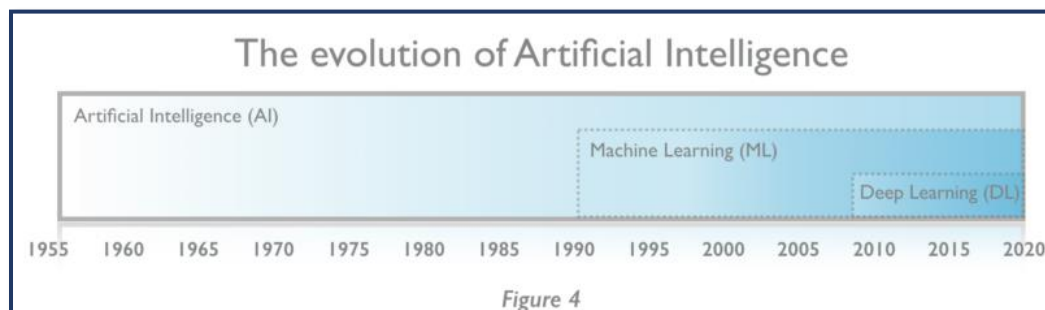 The evolution of Artificial Intelligence
Artificial Intelligence (AI)
Machine Learning (ML)
Deep Learning (DL)
1955 1960 1965 1970 1975 1980 1985 1990 1995 2000 2005 2010 2015 2020
Figure 4